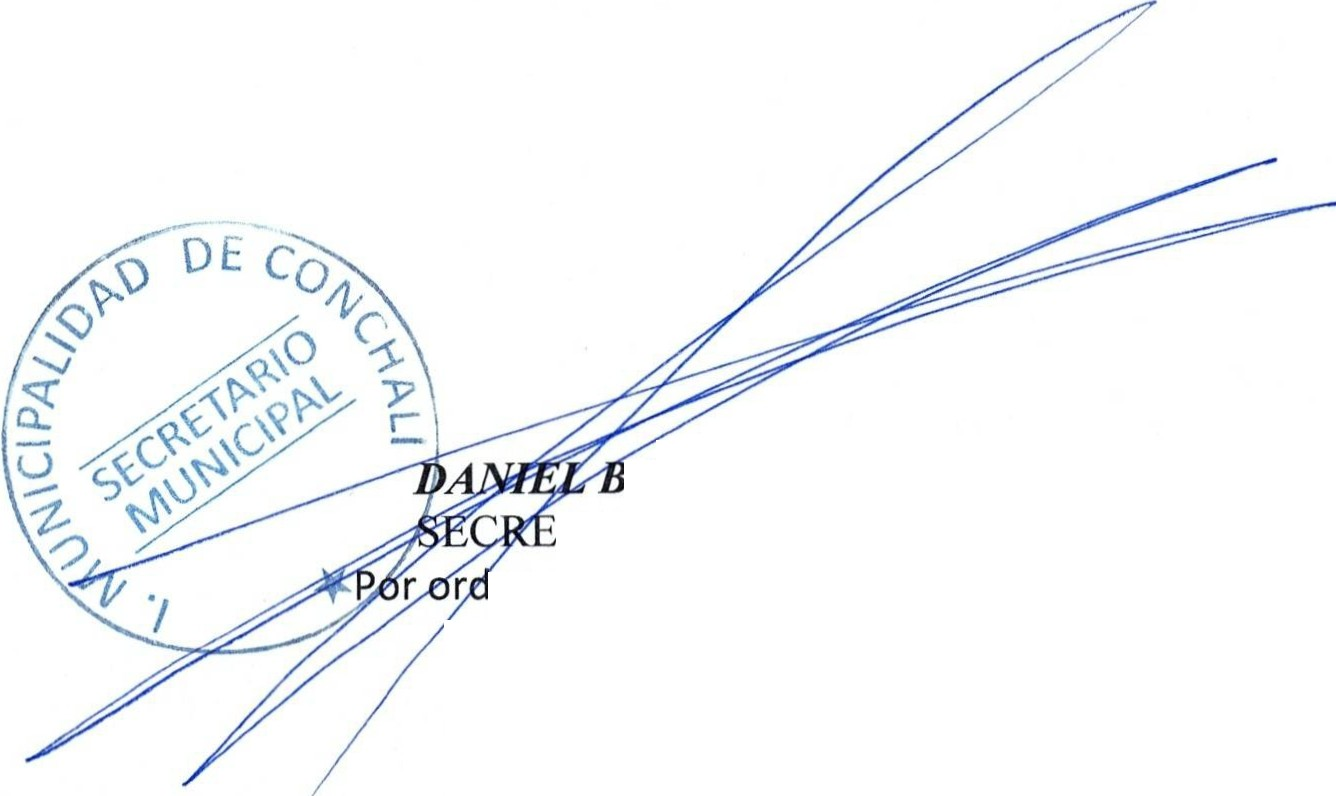 I. MUNICIPALIDAD DE CONCHALI
SECRETARIO
MUNICIPAL
DANIEL B
SECRE
Por ord